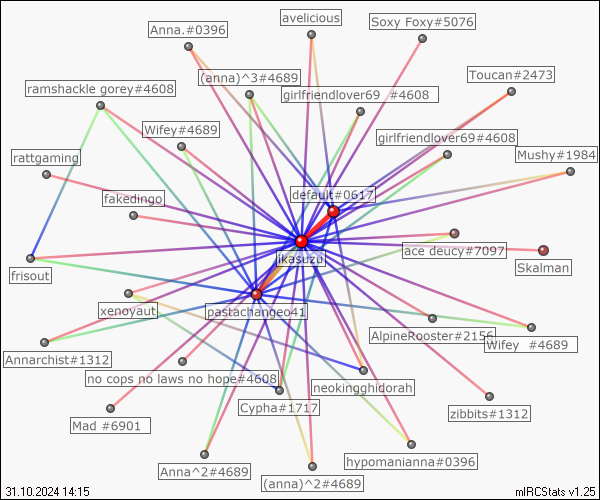 avelicious
Soxy Foxy#5076
Anna.#0396
(anna)^3#4689
Toucan#2473
ramshackle gorey#4608
girlfriendlover69 #4608
Wifey#4689
girlfriendlover69#4608
rattgaming
Mushy#1984
fakedingo
default#0617
ikasuzu
ace deucy#7097
Skalman
frisout
xenoyaut
pastachangeo41
AlpineRooster#2156
Wifey #4689
Annarchist#1312
no cops no laws no hope#4608
neokingghidorah
Cypha#1717
zibbits#1312
Mad #6901
Anna^2#4689
hypomanianna#0396
(anna)^2#4689
31.10.2024 14:15
mIRCStats v1.25